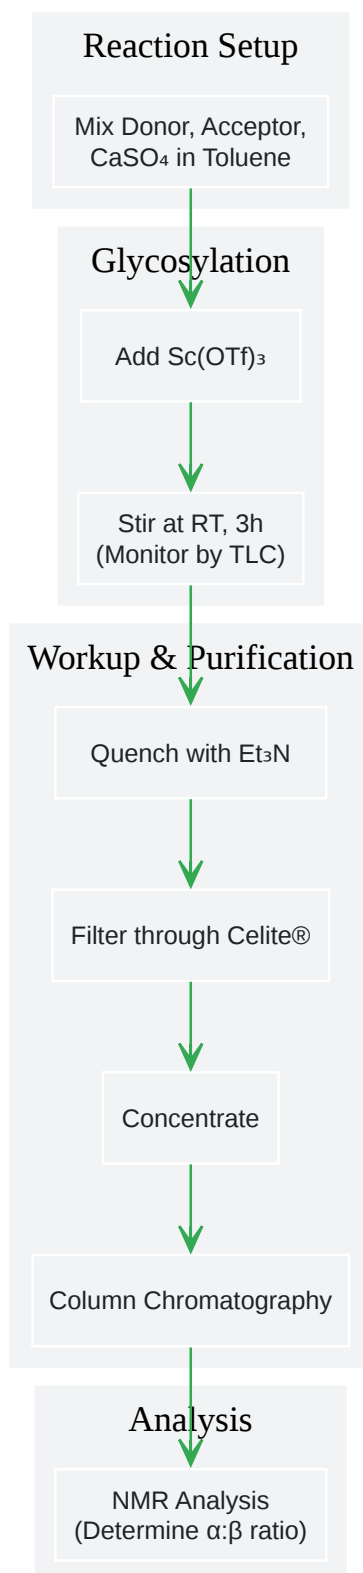 Reaction Setup
Mix Donor, Acceptor,
CaSO₄ in Toluene
Glycosylation
Add Sc(OTf)₃
Stir at RT, 3h
(Monitor by TLC)
Workup & Purification
Quench with Et₃N
Filter through Celite®
Concentrate
Column Chromatography
Analysis
NMR Analysis
(Determine α:β ratio)